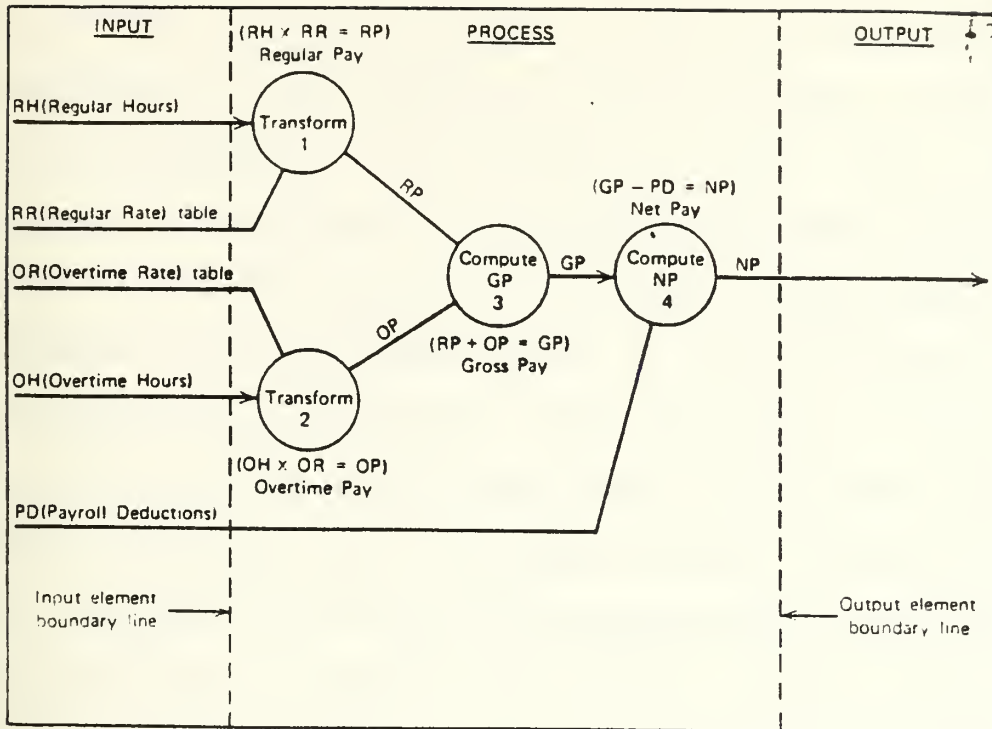 INPUT
PROCESS
OUTPUT
(RH × RR = RP)
Regular Pay
RH(Regular Hours)
Transform
1
RR(Regular Rate) table
RP
(GP – PD = NP)
Net Pay
OR(Overtime Rate) table
Compute
GP
3
GP
Compute
NP
4
NP
OP
(RP + OP = GP)
Gross Pay
OH(Overtime Hours)
Transform
2
(OH × OR = OP)
Overtime Pay
PD(Payroll Deductions)
Input element
boundary line
Output element
boundary line